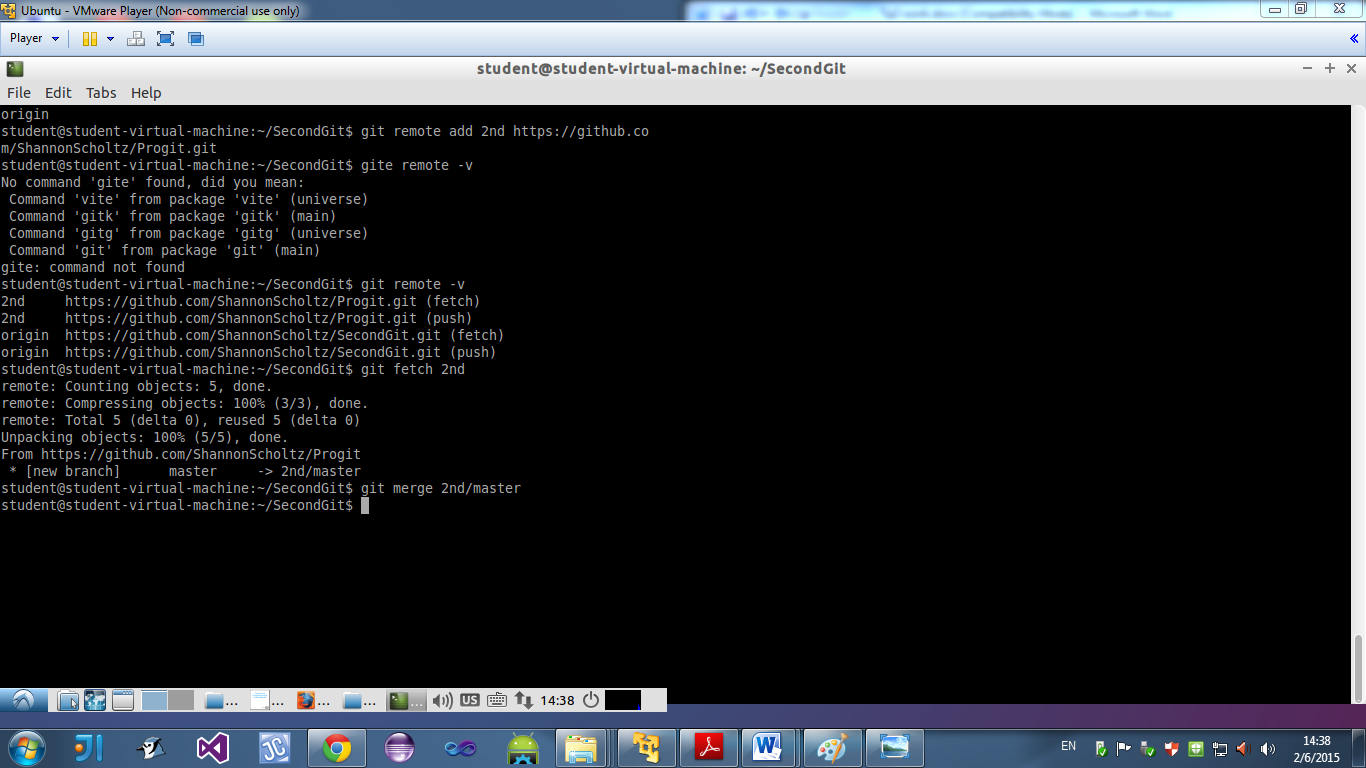 Ubuntu - VMware Player (Non-commercial use only)
Player
student@student-virtual-machine: ~/SecondGit
File Edit Tabs Help
origin
student@student-virtual-machine:~/SecondGit$ git remote add 2nd https://github.co
m/ShannonScholtz/Progit.git
student@student-virtual-machine:~/SecondGit$ gite remote -v
No command 'gite' found, did you mean:
 Command 'vite' from package 'vite' (universe)
 Command 'gitk' from package 'gitk' (main)
 Command 'gitg' from package 'gitg' (universe)
 Command 'git' from package 'git' (main)
gite: command not found
student@student-virtual-machine:~/SecondGit$ git remote -v
2nd     https://github.com/ShannonScholtz/Progit.git (fetch)
2nd     https://github.com/ShannonScholtz/Progit.git (push)
origin  https://github.com/ShannonScholtz/SecondGit.git (fetch)
origin  https://github.com/ShannonScholtz/SecondGit.git (push)
student@student-virtual-machine:~/SecondGit$ git fetch 2nd
remote: Counting objects: 5, done.
remote: Compressing objects: 100% (3/3), done.
remote: Total 5 (delta 0), reused 5 (delta 0)
Unpacking objects: 100% (5/5), done.
From https://github.com/ShannonScholtz/Progit
 * [new branch]      master     -> 2nd/master
student@student-virtual-machine:~/SecondGit$ git merge 2nd/master
student@student-virtual-machine:~/SecondGit$
... ... ... ... ... US 14:38
JI JC W EN 14:38
2/6/2015